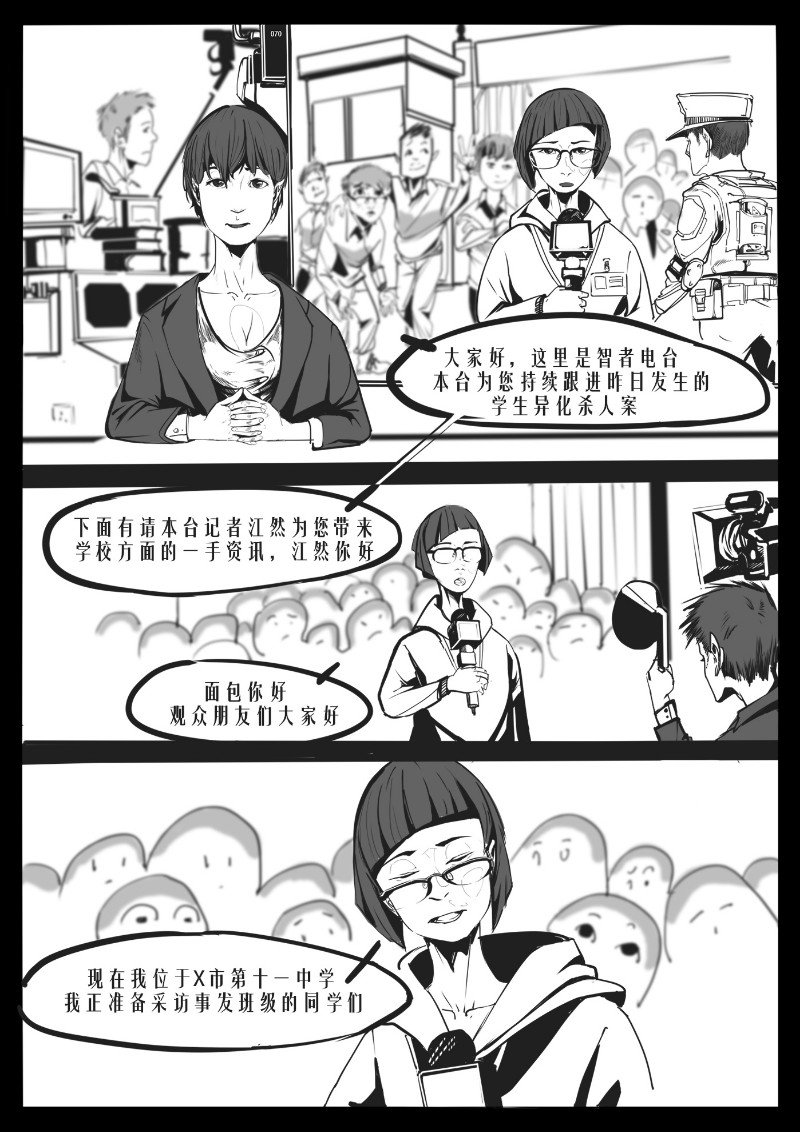 070
大家好，这里是智者电台
本台为您持续跟进昨日发生的
学生异化杀人案
下面有请本台记者江然为您带来
学校方面的一手资讯，江然你好
面包你好
观众朋友们大家好
现在我位于X市第十一中学
我正准备采访事发班级的同学们